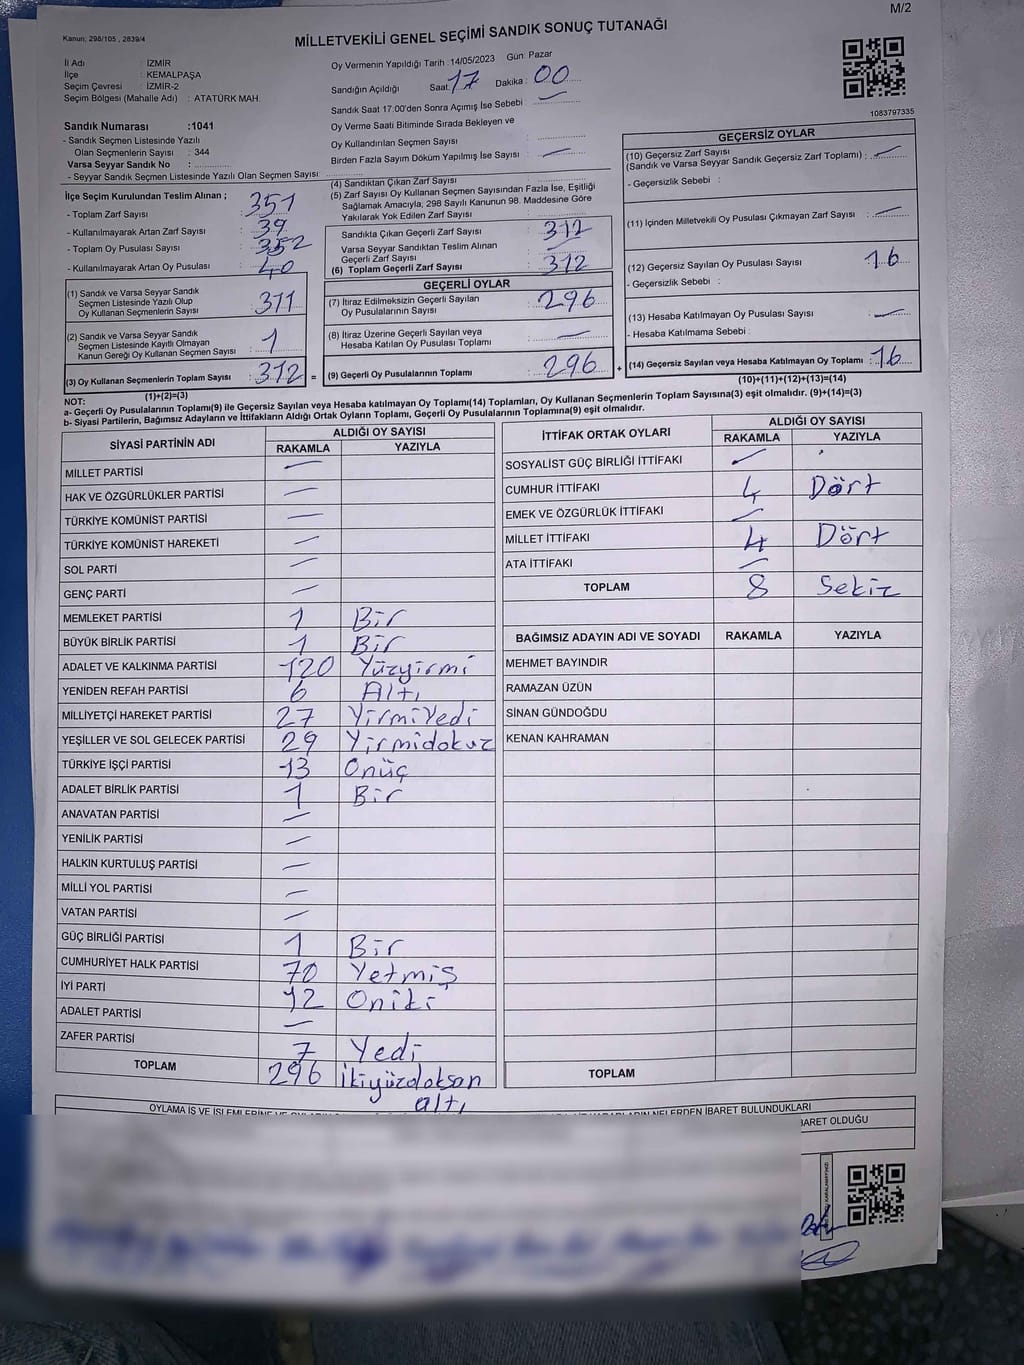 Kanun: 298/105 , 2839/4
M/2
MİLLETVEKİLİ GENEL SEÇİMİ SANDIK SONUÇ TUTANAĞI
İl Adı : İZMİR
İlçe : KEMALPAŞA
Seçim Çevresi : İZMİR-2
Seçim Bölgesi (Mahalle Adı) : ATATÜRK MAH.
Oy Vermenin Yapıldığı Tarih : 14/05/2023 Gün: Pazar
Sandığın Açıldığı Saat: 17 Dakika : 00
Sandık Saat 17:00'den Sonra Açımış İse Sebebi : —
Oy Verme Saati Bitiminde Sırada Bekleyen ve
Oy Kullandırılan Seçmen Sayısı :
Birden Fazla Sayım Döküm Yapılmış İse Sayısı : —
1083797335
Sandık Numarası :1041
- Sandık Seçmen Listesinde Yazılı
Olan Seçmenlerin Sayısı : 344
Varsa Seyyar Sandık No :
- Seyyar Sandık Seçmen Listesinde Yazılı Olan Seçmen Sayısı:
İlçe Seçim Kurulundan Teslim Alınan ;
- Toplam Zarf Sayısı : 351
- Kullanılmayarak Artan Zarf Sayısı : 39
- Toplam Oy Pusulası Sayısı : 352
- Kullanılmayarak Artan Oy Pusulası : 40
(1) Sandık ve Varsa Seyyar Sandık
Seçmen Listesinde Yazılı Olup
Oy Kullanan Seçmenlerin Sayısı : 311
(2) Sandık ve Varsa Seyyar Sandık
Seçmen Listesinde Kayıtlı Olmayan
Kanun Gereği Oy Kullanan Seçmen Sayısı : 1
(3) Oy Kullanan Seçmenlerin Toplam Sayısı : 312 =
(1)+(2)=(3)
(4) Sandıktan Çıkan Zarf Sayısı :
(5) Zarf Sayısı Oy Kullanan Seçmen Sayısından Fazla İse, Eşitliği
Sağlamak Amacıyla, 298 Sayılı Kanunun 98. Maddesine Göre
Yakılarak Yok Edilen Zarf Sayısı :
Sandıkta Çıkan Geçerli Zarf Sayısı : 312
Varsa Seyyar Sandıktan Teslim Alınan
Geçerli Zarf Sayısı : —
(6) Toplam Geçerli Zarf Sayısı : 312
GEÇERLİ OYLAR
(7) İtiraz Edilmeksizin Geçerli Sayılan
Oy Pusulalarının Sayısı : 296
(8) İtiraz Üzerine Geçerli Sayılan veya
Hesaba Katılan Oy Pusulası Toplamı : —
(9) Geçerli Oy Pusulalarının Toplamı : 296 +
GEÇERSİZ OYLAR
(10) Geçersiz Zarf Sayısı
(Sandık ve Varsa Seyyar Sandık Geçersiz Zarf Toplamı) : —
- Geçersizlik Sebebi :
(11) İçinden Milletvekili Oy Pusulası Çıkmayan Zarf Sayısı : —
(12) Geçersiz Sayılan Oy Pusulası Sayısı : 16
- Geçersizlik Sebebi :
(13) Hesaba Katılmayan Oy Pusulası Sayısı : —
- Hesaba Katılmama Sebebi :
(14) Geçersiz Sayılan veya Hesaba Katılmayan Oy Toplamı : 16
(10)+(11)+(12)+(13)=(14)
NOT:
a- Geçerli Oy Pusulalarının Toplamı(9) ile Geçersiz Sayılan veya Hesaba katılmayan Oy Toplamı(14) Toplamları, Oy Kullanan Seçmenlerin Toplam Sayısına(3) eşit olmalıdır. (9)+(14)=(3)
b- Siyasi Partilerin, Bağımsız Adayların ve İttifakların Aldığı Ortak Oyların Toplamı, Geçerli Oy Pusulalarının Toplamına(9) eşit olmalıdır.
SİYASİ PARTİNİN ADI ALDIĞI OY SAYISI
RAKAMLA YAZIYLA
MİLLET PARTİSİ —
HAK VE ÖZGÜRLÜKLER PARTİSİ —
TÜRKİYE KOMÜNİST PARTİSİ —
TÜRKİYE KOMÜNİST HAREKETİ —
SOL PARTİ —
GENÇ PARTİ —
MEMLEKET PARTİSİ 1 Bir
BÜYÜK BİRLİK PARTİSİ 1 Bir
ADALET VE KALKINMA PARTİSİ 120 Yüzyirmi
YENİDEN REFAH PARTİSİ 6 Altı
MİLLİYETÇİ HAREKET PARTİSİ 27 YirmiYedi
YEŞİLLER VE SOL GELECEK PARTİSİ 29 Yirmidokuz
TÜRKİYE İŞÇİ PARTİSİ 13 Onüç
ADALET BİRLİK PARTİSİ 1 Bir
ANAVATAN PARTİSİ —
YENİLİK PARTİSİ —
HALKIN KURTULUŞ PARTİSİ —
MİLLİ YOL PARTİSİ —
VATAN PARTİSİ —
GÜÇ BİRLİĞİ PARTİSİ 1 Bir
CUMHURİYET HALK PARTİSİ 70 Yetmiş
İYİ PARTİ 12 Oniki
ADALET PARTİSİ —
ZAFER PARTİSİ 7 Yedi
TOPLAM 296 İkiyüzdoksan
altı
İTTİFAK ORTAK OYLARI ALDIĞI OY SAYISI
RAKAMLA YAZIYLA
SOSYALİST GÜÇ BİRLİĞİ İTTİFAKI —
CUMHUR İTTİFAKI 4 Dört
EMEK VE ÖZGÜRLÜK İTTİFAKI —
MİLLET İTTİFAKI 4 Dört
ATA İTTİFAKI —
TOPLAM 8 Sekiz
BAĞIMSIZ ADAYIN ADI VE SOYADI RAKAMLA YAZIYLA
MEHMET BAYINDIR
RAMAZAN ÜZÜN
SİNAN GÜNDOĞDU
KENAN KAHRAMAN
TOPLAM
OYLAMA İŞ VE İŞLEMLERİNE VE NELERDEN İBARET BULUNDUKLARI
İBARET OLDUĞU